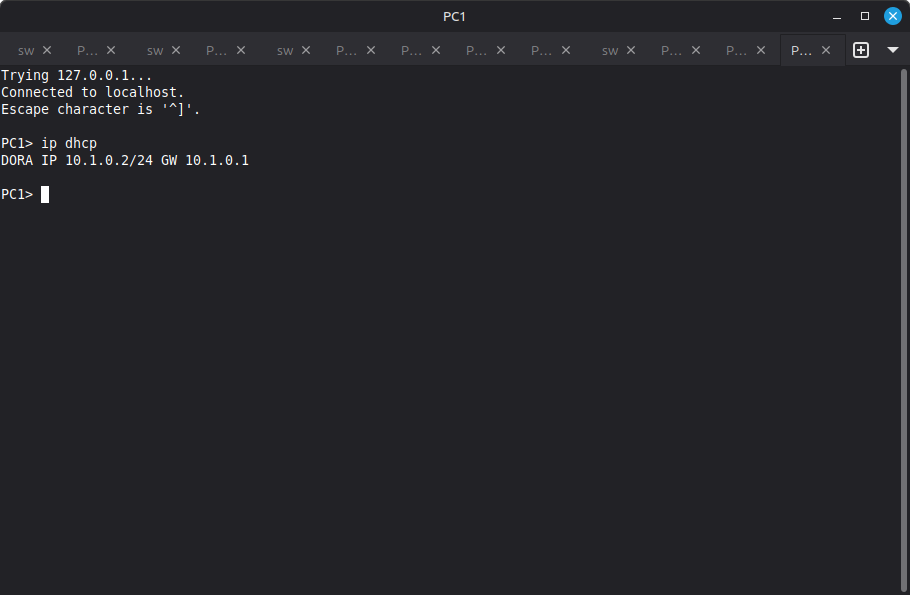 PC1
sw P... sw P... sw P... P... P... P... sw P... P... P...
Trying 127.0.0.1...
Connected to localhost.
Escape character is '^]'.
PC1> ip dhcp
DORA IP 10.1.0.2/24 GW 10.1.0.1
PC1>